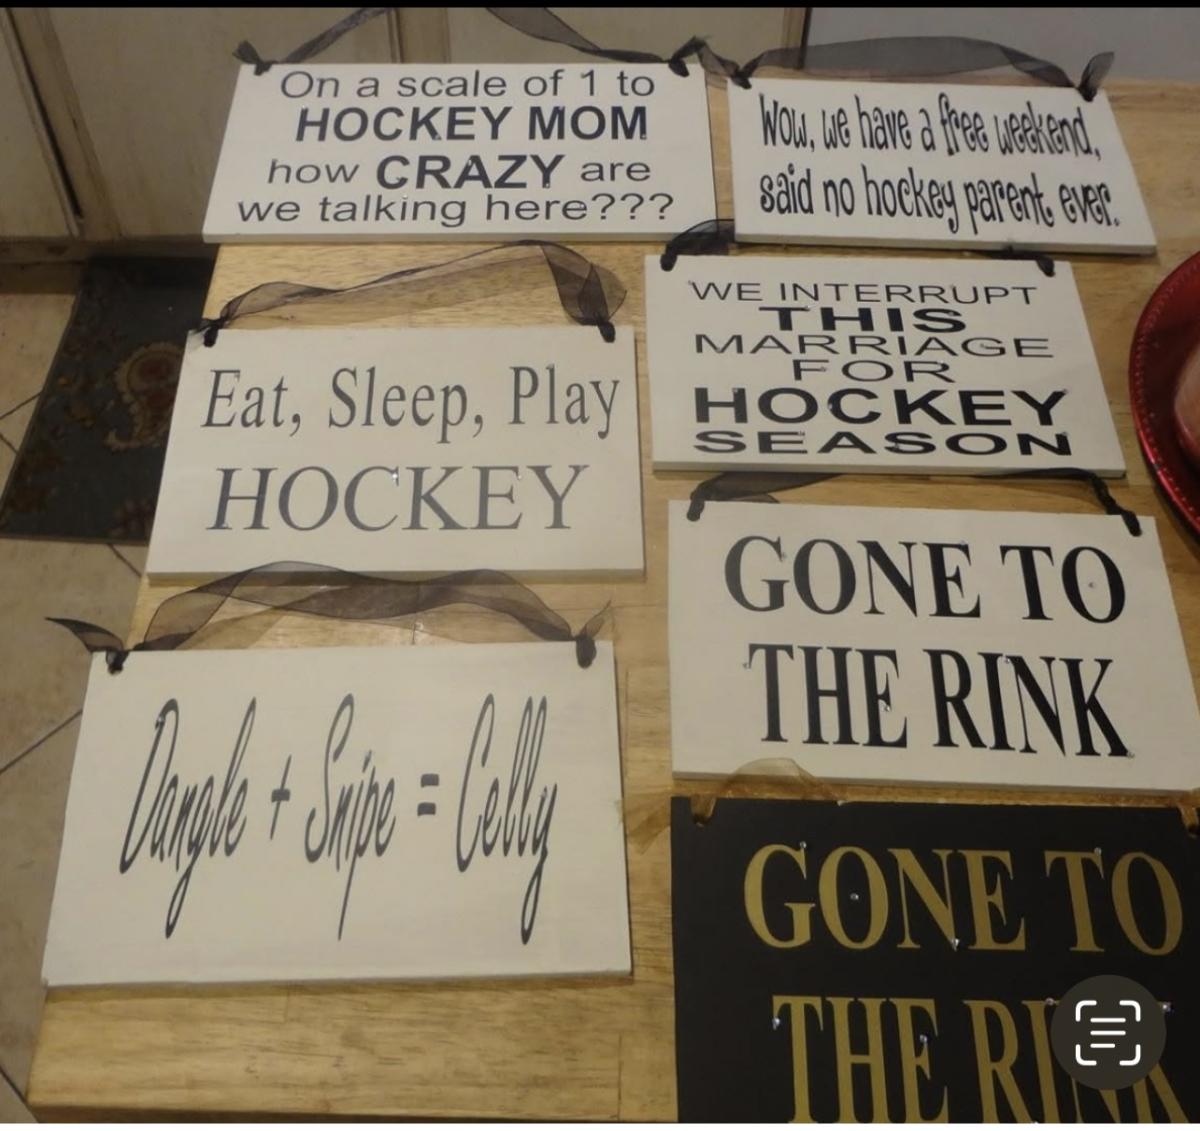 On a scale of 1 to
HOCKEY MOM
how CRAZY are
we talking here???
Wow, we have a free weekend,
said no hockey parent, ever.
Eat, Sleep, Play
HOCKEY
WE INTERRUPT
THIS
MARRIAGE
FOR
HOCKEY
SEASON
Dangle + Snipe = Celly
GONE TO
THE RINK
GONE TO
THE RINK